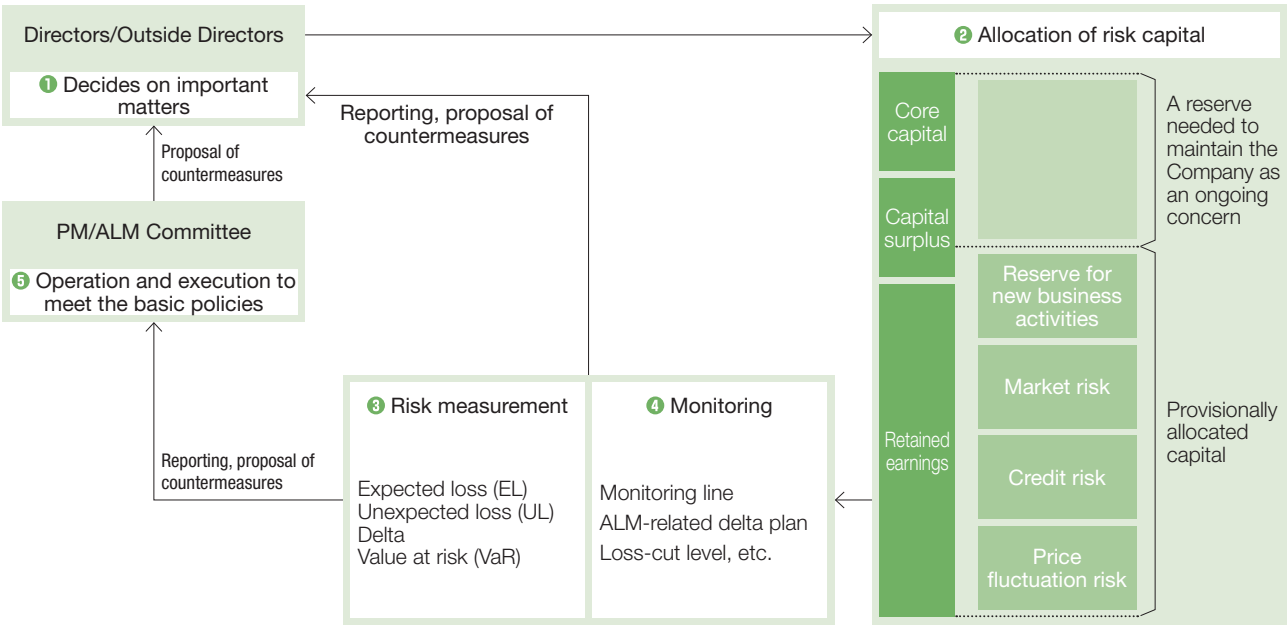 Directors/Outside Directors
❶ Decides on important
matters
Proposal of
countermeasures
PM/ALM Committee
❺ Operation and execution to
meet the basic policies
Reporting, proposal of
countermeasures
Reporting, proposal of
countermeasures
❸ Risk measurement
Expected loss (EL)
Unexpected loss (UL)
Delta
Value at risk (VaR)
❹ Monitoring
Monitoring line
ALM-related delta plan
Loss-cut level, etc.
❷ Allocation of risk capital
Core
capital
Capital
surplus
Retained
earnings
Reserve for
new business
activities
Market risk
Credit risk
Price
fluctuation risk
A reserve
needed to
maintain the
Company as
an ongoing
concern
Provisionally
allocated
capital